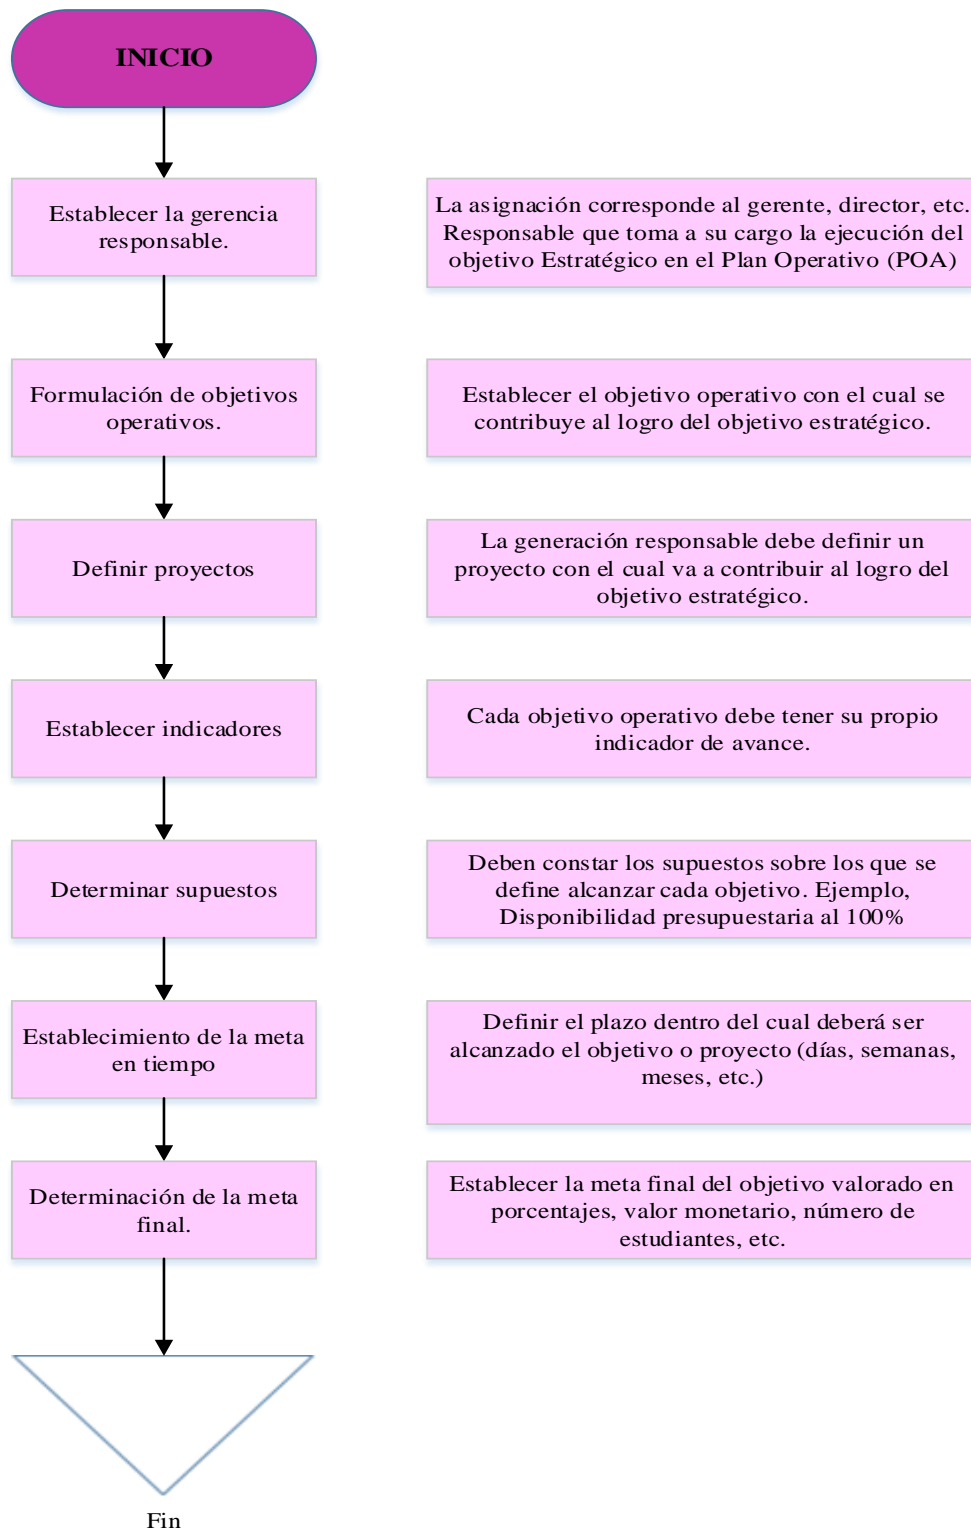 INICIO
Establecer la gerencia
responsable.
La asignación corresponde al gerente, director, etc.
Responsable que toma a su cargo la ejecución del
objetivo Estratégico en el Plan Operativo (POA)
Formulación de objetivos
operativos.
Establecer el objetivo operativo con el cual se
contribuye al logro del objetivo estratégico.
Definir proyectos
La generación responsable debe definir un
proyecto con el cual va a contribuir al logro del
objetivo estratégico.
Establecer indicadores
Cada objetivo operativo debe tener su propio
indicador de avance.
Determinar supuestos
Deben constar los supuestos sobre los que se
define alcanzar cada objetivo. Ejemplo,
Disponibilidad presupuestaria al 100%
Establecimiento de la meta
en tiempo
Definir el plazo dentro del cual deberá ser
alcanzado el objetivo o proyecto (días, semanas,
meses, etc.)
Determinación de la meta
final.
Establecer la meta final del objetivo valorado en
porcentajes, valor monetario, número de
estudiantes, etc.
Fin